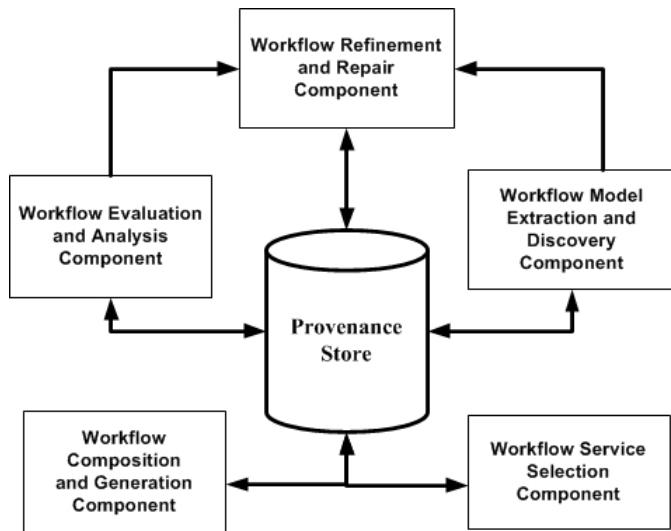 Workflow Refinement
and Repair
Component
Workflow Evaluation
and Analysis
Component
Workflow Model
Extraction and
Discovery
Component
Provenance
Store
Workflow
Composition
and Generation
Component
Workflow Service
Selection
Component